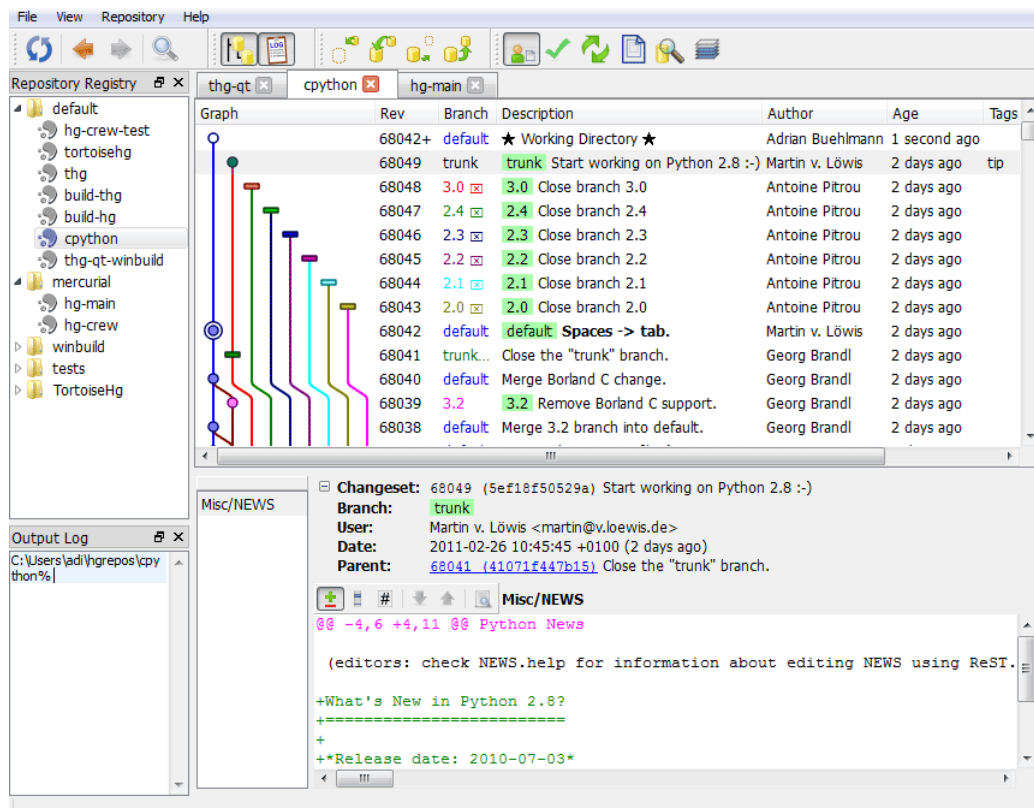 File View Repository Help
LOG
Repository Registry
default
hg-crew-test
tortoisehg
thg
build-thg
build-hg
cpython
thg-qt-winbuild
mercurial
hg-main
hg-crew
winbuild
tests
TortoiseHg
Output Log
C:\Users\adi\hgrepos\cpy
thon%
thg-qt cpython hg-main
Graph Rev Branch Description Author Age Tags
68042+ default ★ Working Directory ★ Adrian Buehlmann 1 second ago
68049 trunk trunk Start working on Python 2.8 :-) Martin v. Löwis 2 days ago tip
68048 3.0 3.0 Close branch 3.0 Antoine Pitrou 2 days ago
68047 2.4 2.4 Close branch 2.4 Antoine Pitrou 2 days ago
68046 2.3 2.3 Close branch 2.3 Antoine Pitrou 2 days ago
68045 2.2 2.2 Close branch 2.2 Antoine Pitrou 2 days ago
68044 2.1 2.1 Close branch 2.1 Antoine Pitrou 2 days ago
68043 2.0 2.0 Close branch 2.0 Antoine Pitrou 2 days ago
68042 default default Spaces -> tab. Martin v. Löwis 2 days ago
68041 trunk... Close the "trunk" branch. Georg Brandl 2 days ago
68040 default Merge Borland C change. Georg Brandl 2 days ago
68039 3.2 3.2 Remove Borland C support. Georg Brandl 2 days ago
68038 default Merge 3.2 branch into default. Georg Brandl 2 days ago
Misc/NEWS
Changeset: 68049 (5ef18f50529a) Start working on Python 2.8 :-)
Branch: trunk
User: Martin v. Löwis <martin@v.loewis.de>
Date: 2011-02-26 10:45:45 +0100 (2 days ago)
Parent: 68041 (41071f447b15) Close the "trunk" branch.
# Misc/NEWS
@@ -4,6 +4,11 @@ Python News
(editors: check NEWS.help for information about editing NEWS using ReST.
+What's New in Python 2.8?
+=========================
+
+*Release date: 2010-07-03*